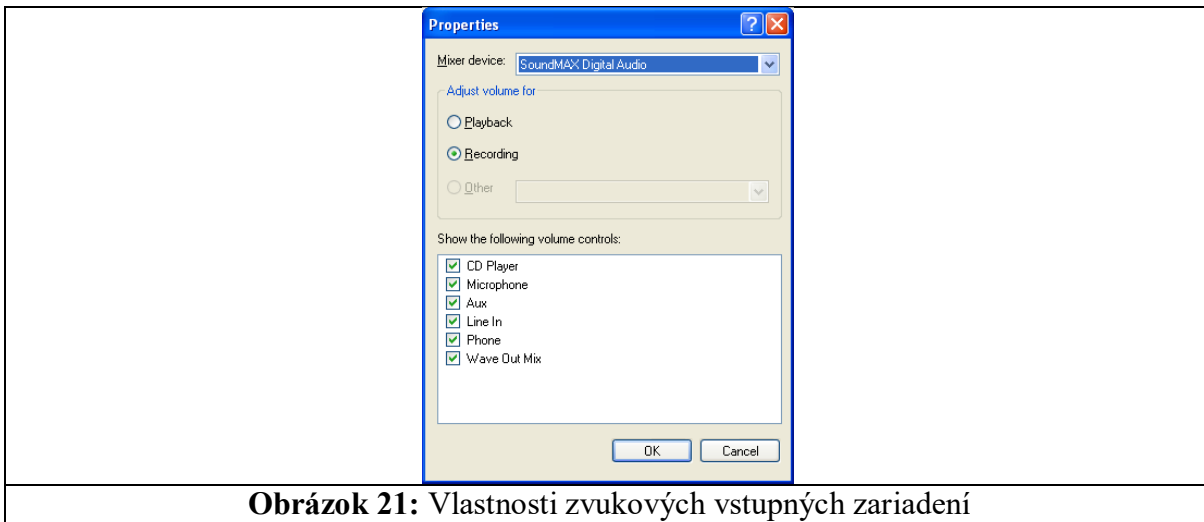 Properties
Mixer device: SoundMAX Digital Audio
Adjust volume for
Playback
Recording
Other
Show the following volume controls:
CD Player
Microphone
Aux
Line In
Phone
Wave Out Mix
OK Cancel
Obrázok 21: Vlastnosti zvukových vstupných zariadení